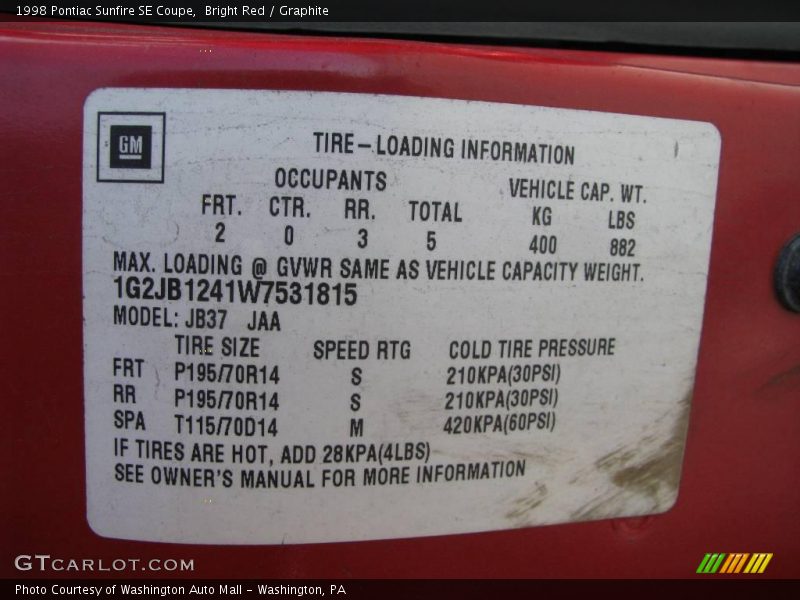 1998 Pontiac Sunfire SE Coupe,  Bright Red / Graphite
GM
TIRE-LOADING INFORMATION
OCCUPANTS VEHICLE CAP. WT.
FRT. CTR. RR. TOTAL KG LBS
2 0 3 5 400 882
MAX. LOADING @ GVWR SAME AS VEHICLE CAPACITY WEIGHT.
1G2JB1241W7531815
MODEL: JB37 JAA
TIRE SIZE SPEED RTG COLD TIRE PRESSURE
FRT P195/70R14 S 210KPA(30PSI)
RR P195/70R14 S 210KPA(30PSI)
SPA T115/70D14 M 420KPA(60PSI)
IF TIRES ARE HOT, ADD 28KPA(4LBS)
SEE OWNER'S MANUAL FOR MORE INFORMATION
GTCARLOT.COM
Photo Courtesy of Washington Auto Mall - Washington, PA